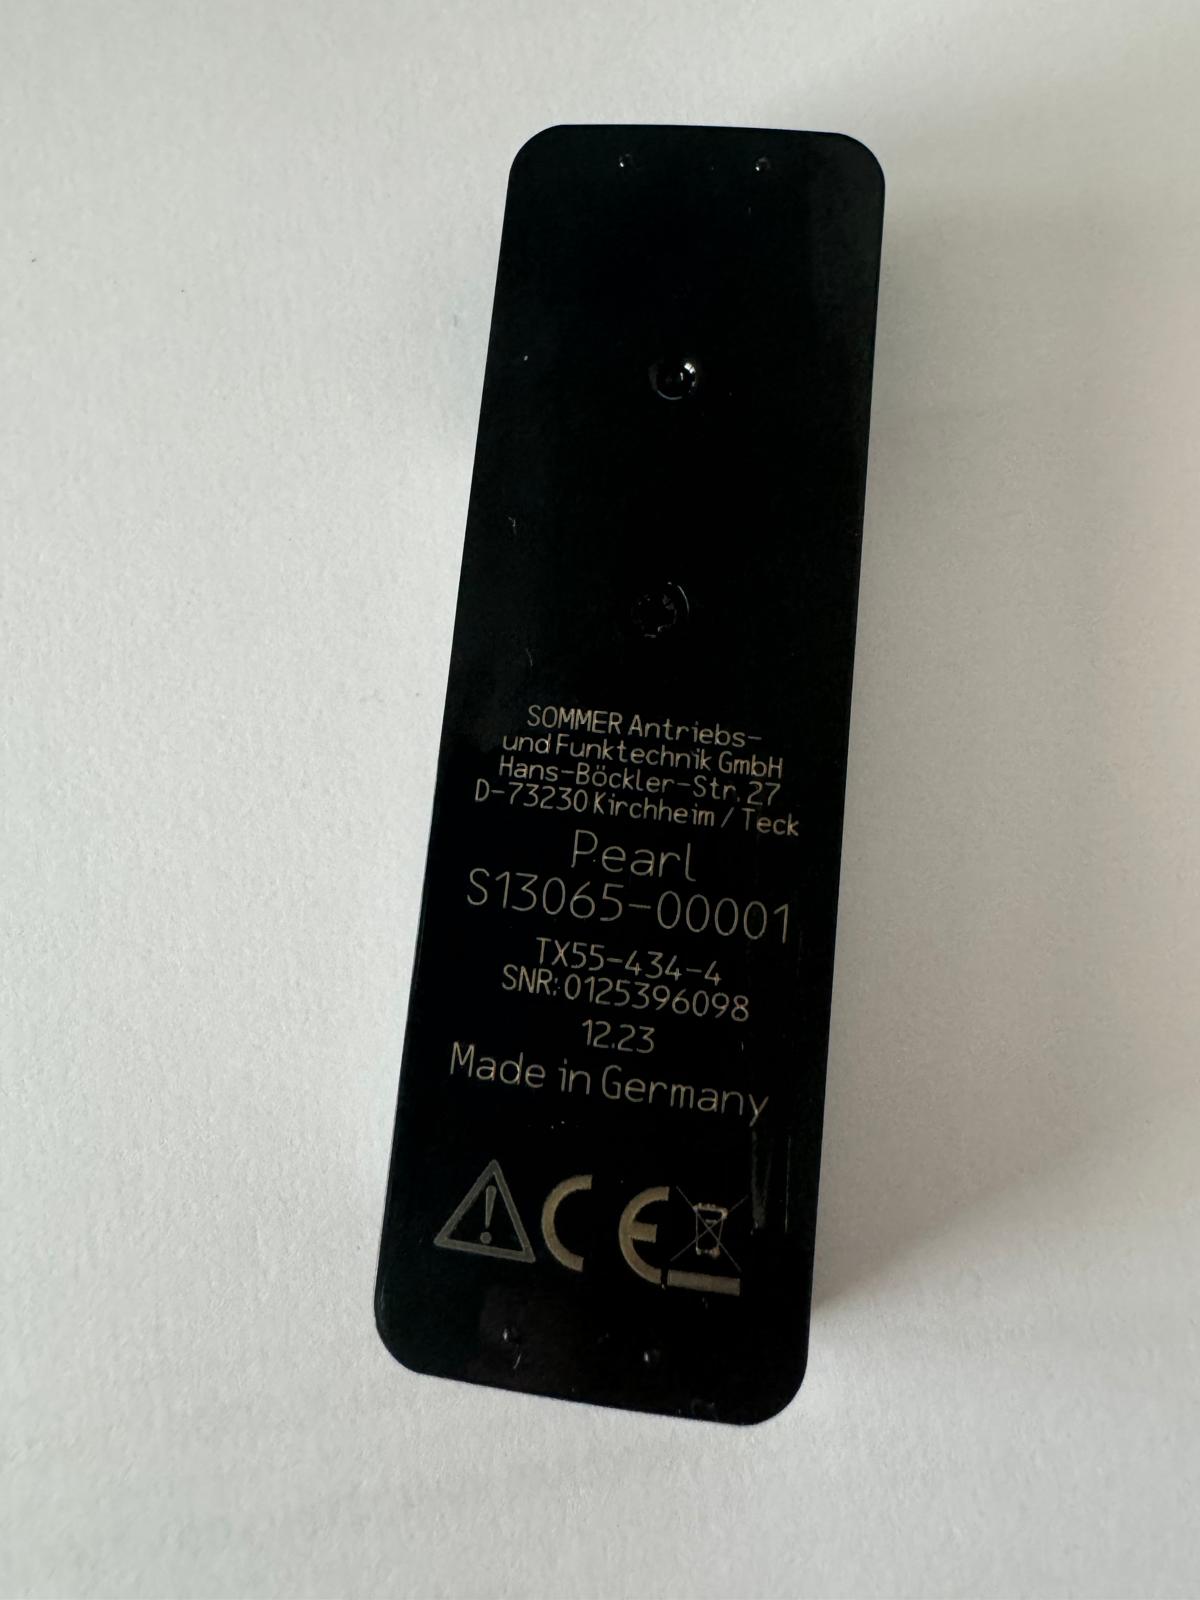 SOMMER Antriebs-
und Funktechnik GmbH
Hans-Böckler-Str. 27
D-73230 Kirchheim / Teck
Pearl
S13065-00001
TX55-434-4
SNR: 0125396098
12.23
Made in Germany
CE